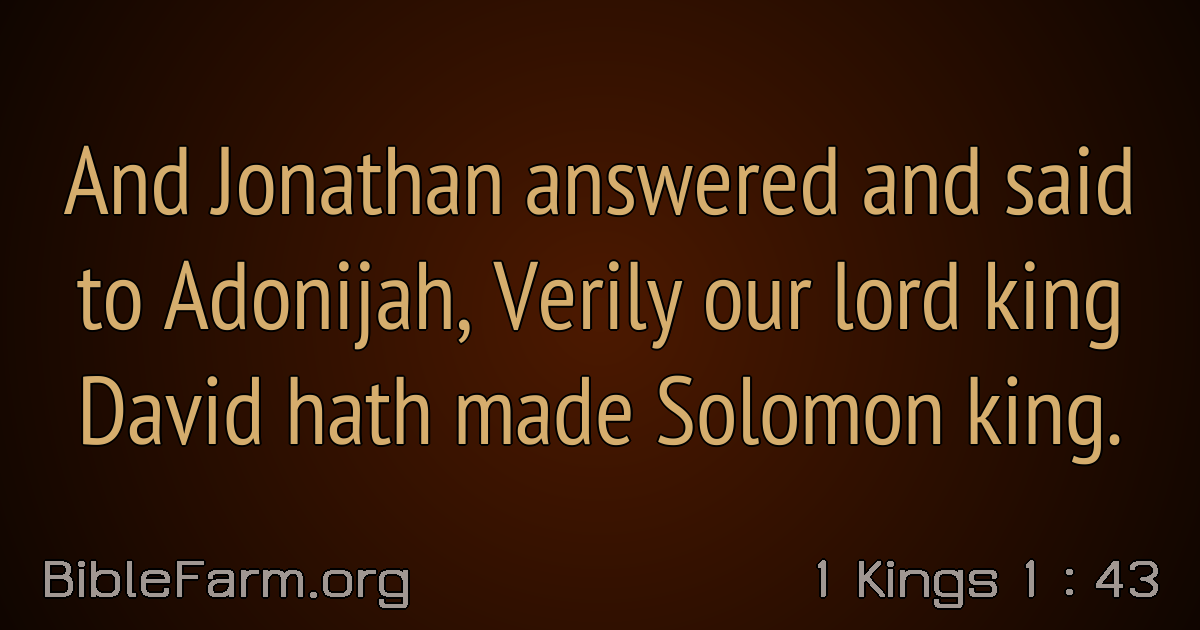 And Jonathan answered and said
to Adonijah, Verily our lord king
David hath made Solomon king.
BibleFarm.org
1 Kings 1 : 43